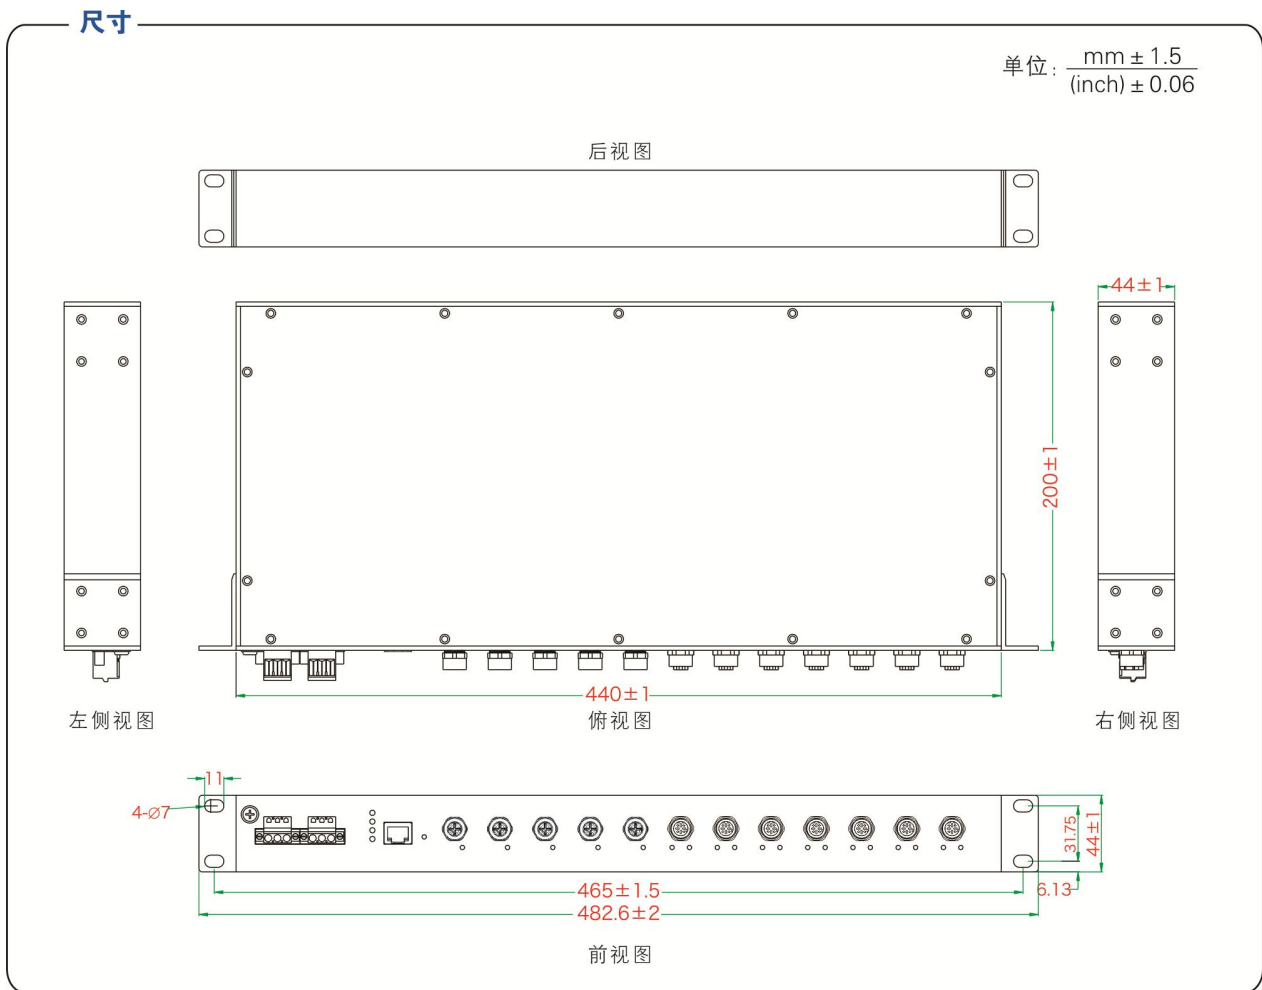 尺寸
单位: mm ± 1.5
(inch) ± 0.06
后视图
44±1
200±1
440±1
左侧视图
俯视图
右侧视图
11
4-⌀7
31.75
44±1
6.13
465±1.5
482.6±2
前视图